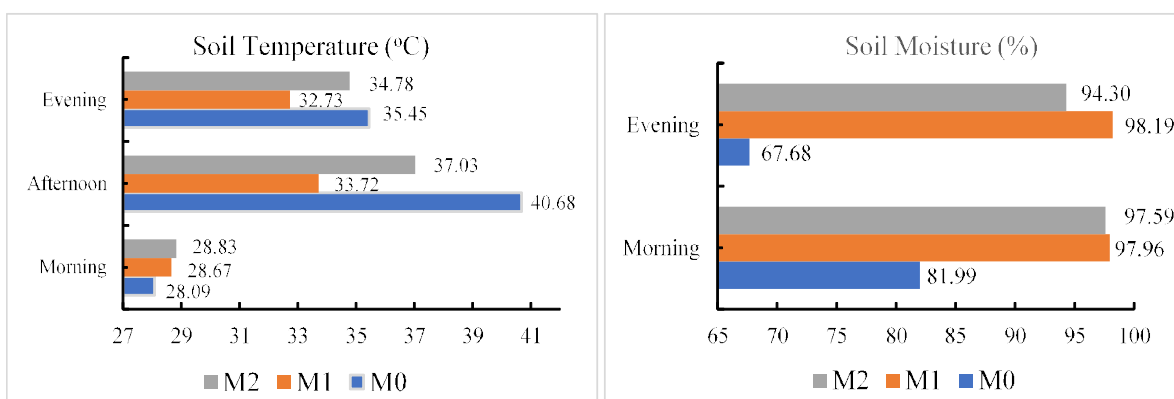 Soil Temperature (ºC)
Evening
34.78
32.73
35.45
Afternoon
37.03
33.72
40.68
Morning
28.83
28.67
28.09
27 29 31 33 35 37 39 41
M2 M1 M0
Soil Moisture (%)
Evening
94.30
98.19
67.68
Morning
97.59
97.96
81.99
65 70 75 80 85 90 95 100
M2 M1 M0